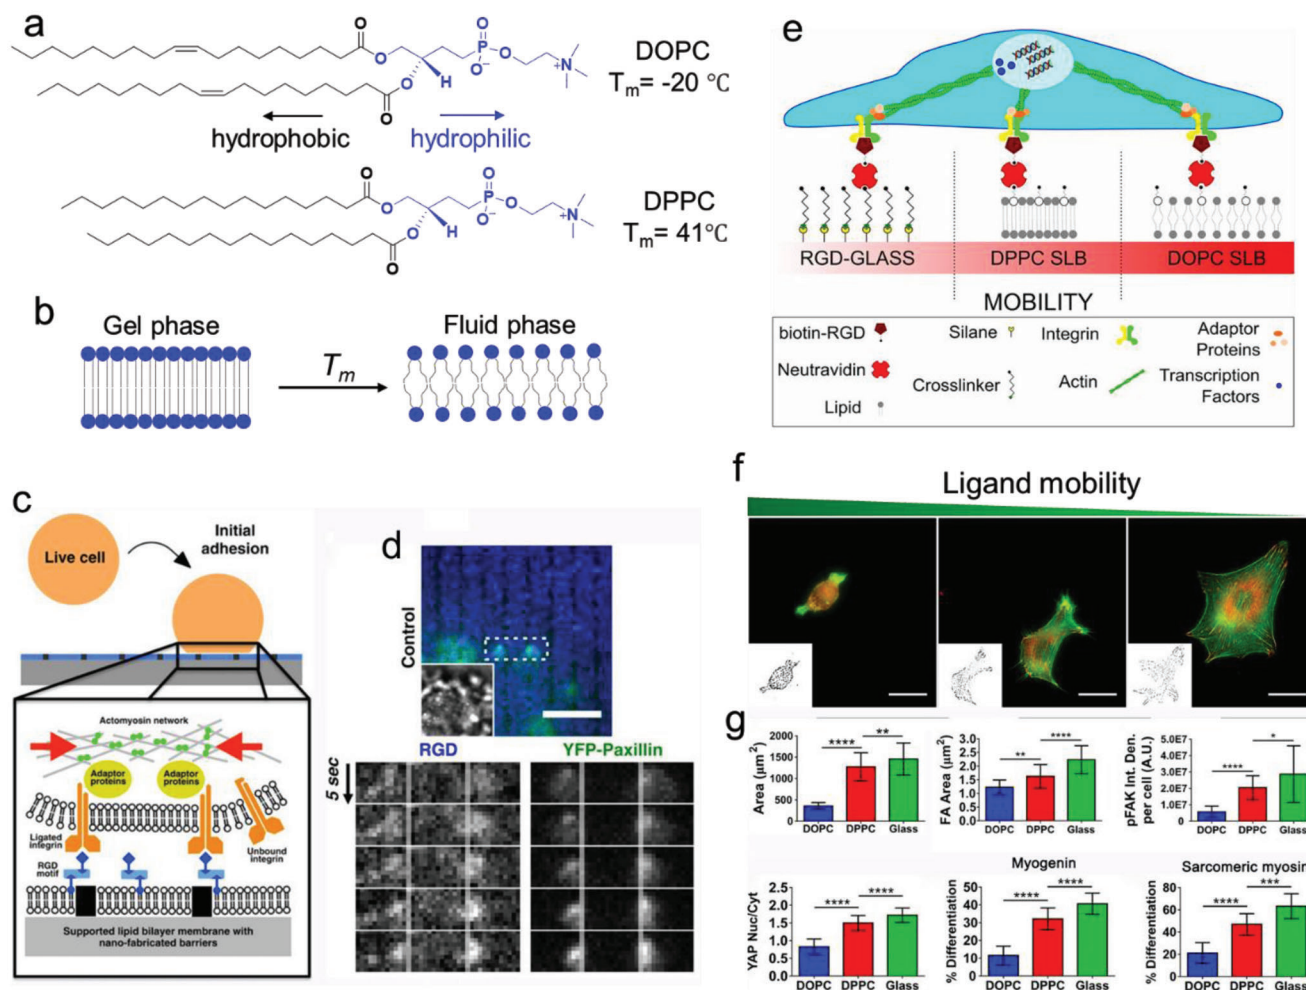 a
O
O
P
O
O
O⁻
N
+
H
O
O
DOPC
Tm= -20 °C
hydrophobic
hydrophilic
O
O
P
O
O
O⁻
N
+
H
O
O
DPPC
Tm= 41°C
b
Gel phase
Fluid phase
Tm
c
Live cell
Initial
adhesion
Actomyosin network
Adaptor
proteins
Adaptor
proteins
Ligated
integrin
Unbound
integrin
RGD
motif
Supported lipid bilayer membrane with
nano-fabricated barriers
d
Control
RGD
YFP-Paxillin
5 sec
e
RGD-GLASS
DPPC SLB
DOPC SLB
MOBILITY
biotin-RGD
Silane
Integrin
Adaptor
Proteins
Neutravidin
Crosslinker
Actin
Transcription
Factors
Lipid
f
Ligand mobility
g
Area (µm²)
2000
1500
1000
500
0
****
**
DOPC
DPPC
Glass
FA Area (µm²)
3.0
2.5
2.0
1.5
1.0
0.5
0.0
**
****
DOPC
DPPC
Glass
pFAK Int. Den.
per cell (A.U.)
5.0E7
4.0E7
3.0E7
2.0E7
1.0E7
0.0
****
*
DOPC
DPPC
Glass
YAP Nuc/Cyt
2.5
2.0
1.5
1.0
0.5
0.0
****
****
DOPC
DPPC
Glass
Myogenin
% Differentiation
60
50
40
30
20
10
0
****
****
DOPC
DPPC
Glass
Sarcomeric myosin
% Differentiation
80
60
40
20
0
****
***
DOPC
DPPC
Glass